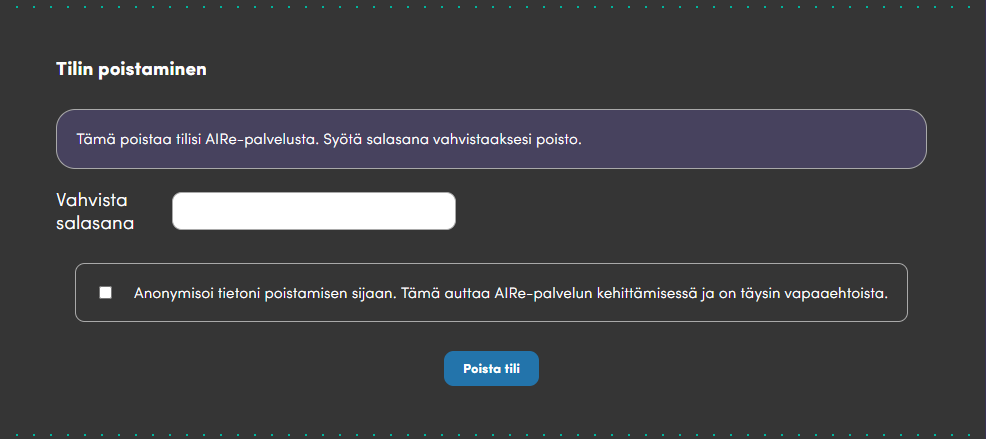 Tilin poistaminen
Tämä poistaa tilisi AIRe-palvelusta. Syötä salasana vahvistaaksesi poisto.
Vahvista
salasana
Anonymisoi tietoni poistamisen sijaan. Tämä auttaa AIRe-palvelun kehittämisessä ja on täysin vapaaehtoista.
Poista tili